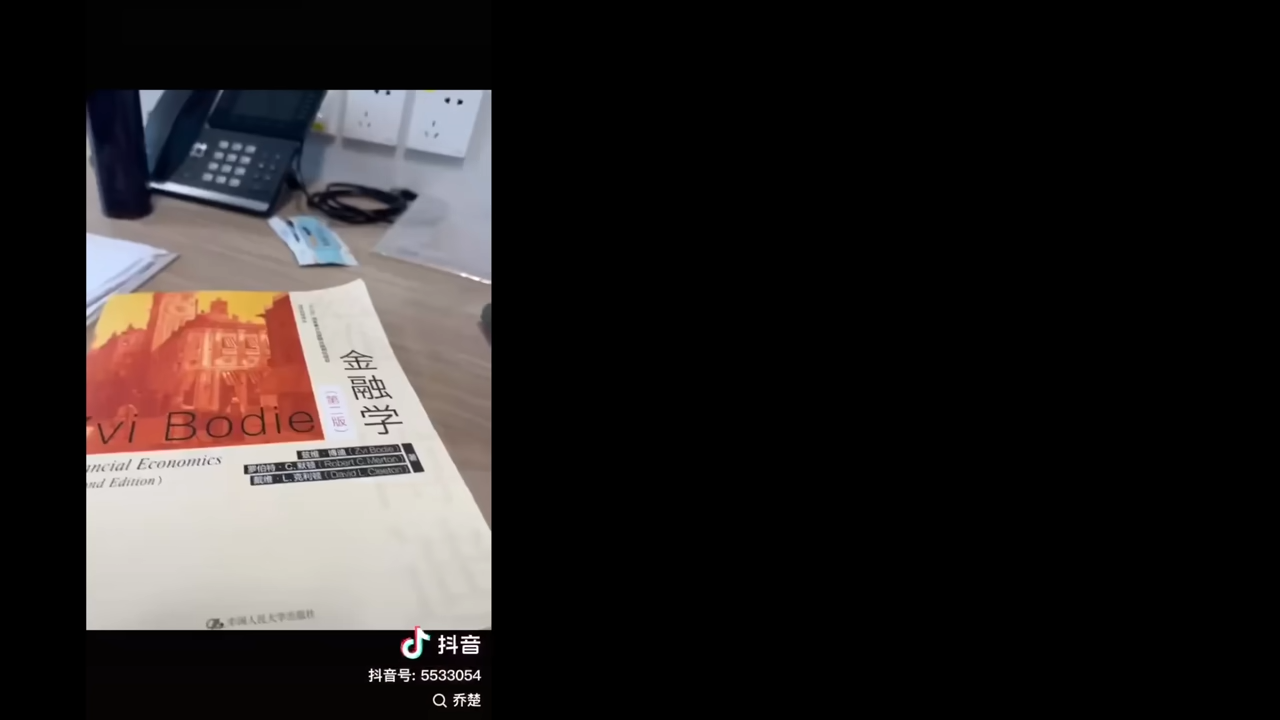 金融学
（第二版）
vi Bodie
ancial Economics
ond Edition）
兹维·博迪（Zvi Bodie）
罗伯特·C.默顿（Robert C. Merton）著
戴维·L.克利顿（David L. Cleeton）
中国人民大学出版社
抖音
抖音号: 5533054
乔楚